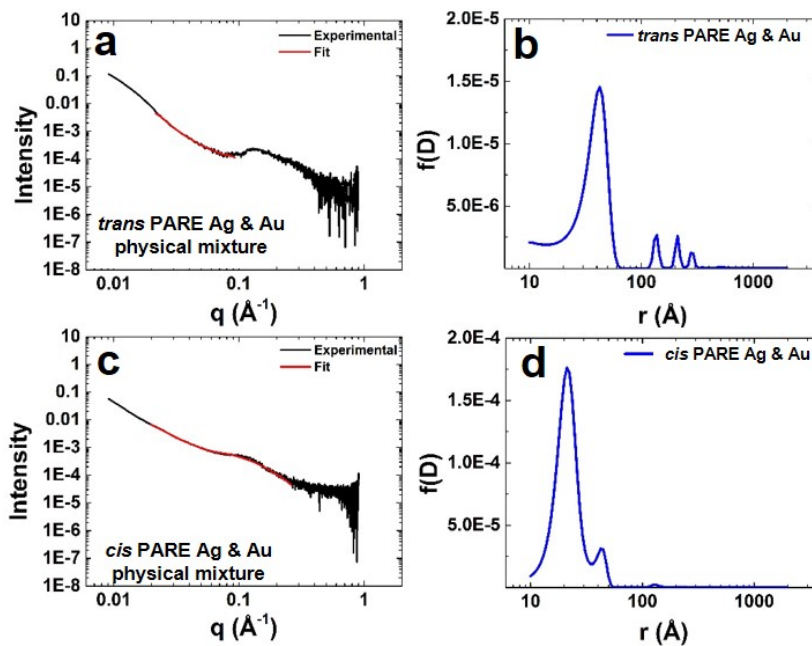 a
Experimental
Fit
10
1
0.1
0.01
1E-3
1E-4
1E-5
1E-6
1E-7
1E-8
Intensity
trans PARE Ag & Au
physical mixture
0.01
0.1
1
q (Å⁻¹)
b
trans PARE Ag & Au
2.0E-5
1.5E-5
1.0E-5
5.0E-6
f(D)
10
100
1000
r (Å)
c
Experimental
Fit
10
1
0.1
0.01
1E-3
1E-4
1E-5
1E-6
1E-7
1E-8
Intensity
cis PARE Ag & Au
physical mixture
0.01
0.1
1
q (Å⁻¹)
d
cis PARE Ag & Au
2.0E-4
1.5E-4
1.0E-4
5.0E-5
f(D)
10
100
1000
r (Å)